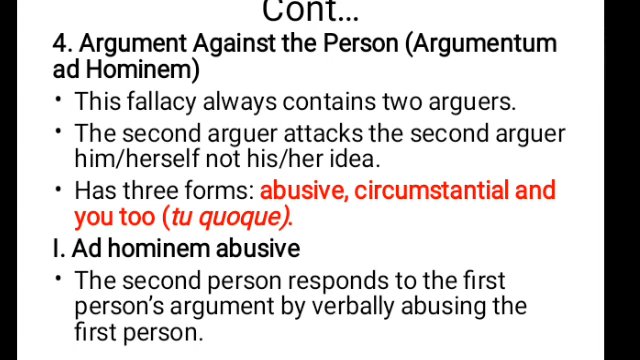 Cont...
4. Argument Against the Person (Argumentum
ad Hominem)
• This fallacy always contains two arguers.
• The second arguer attacks the second arguer
him/herself not his/her idea.
• Has three forms: abusive, circumstantial and
you too (tu quoque).
I. Ad hominem abusive
• The second person responds to the first
person's argument by verbally abusing the
first person.